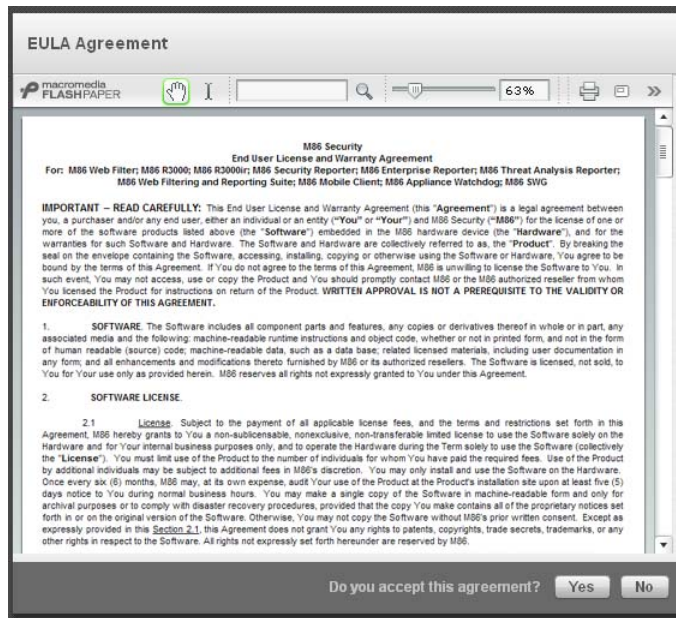 EULA Agreement
macromedia
FLASHPAPER
63%
M86 Security
End User License and Warranty Agreement
For: M86 Web Filter; M86 R3000; M86 R3000ir; M86 Security Reporter; M86 Enterprise Reporter; M86 Threat Analysis Reporter;
M86 Web Filtering and Reporting Suite; M86 Mobile Client; M86 Appliance Watchdog; M86 SWG
IMPORTANT – READ CAREFULLY: This End User License and Warranty Agreement (this "Agreement") is a legal agreement between
you, a purchaser and/or any end user, either an individual or an entity ("You" or "Your") and M86 Security ("M86") for the license of one or
more of the software products listed above (the "Software") embedded in the M86 hardware device (the "Hardware"), and for the
warranties for such Software and Hardware. The Software and Hardware are collectively referred to as, the "Product". By breaking the
seal on the envelope containing the Software, accessing, installing, copying or otherwise using the Software or Hardware, You agree to be
bound by the terms of this Agreement. If You do not agree to the terms of this Agreement, M86 is unwilling to license the Software to You. In
such event, You may not access, use or copy the Product and You should promptly contact M86 or the M86 authorized reseller from whom
You licensed the Product for instructions on return of the Product. WRITTEN APPROVAL IS NOT A PREREQUISITE TO THE VALIDITY OR
ENFORCEABILITY OF THIS AGREEMENT.
1. SOFTWARE. The Software includes all component parts and features, any copies or derivatives thereof in whole or in part, any
associated media and the following: machine-readable runtime instructions and object code, whether or not in printed form, and not in the form
of human readable (source) code; machine-readable data, such as a data base; related licensed materials, including user documentation in
any form; and all enhancements and modifications thereto furnished by M86 or its authorized resellers. The Software is licensed, not sold, to
You for Your use only as provided herein. M86 reserves all rights not expressly granted to You under this Agreement.
2. SOFTWARE LICENSE.
2.1 License. Subject to the payment of all applicable license fees, and the terms and restrictions set forth in this
Agreement, M86 hereby grants to You a non-sublicensable, nonexclusive, non-transferable limited license to use the Software solely on the
Hardware and for Your internal business purposes only, and to operate the Hardware during the Term solely to use the Software (collectively
the "License"). You must limit use of the Product to the number of individuals for whom You have paid the required fees. Use of the Product
by additional individuals may be subject to additional fees in M86's discretion. You may only install and use the Software on the Hardware.
Once every six (6) months, M86 may, at its own expense, audit Your use of the Product at the Product's installation site upon at least five (5)
days notice to You during normal business hours. You may make a single copy of the Software in machine-readable form and only for
archival purposes or to comply with disaster recovery procedures, provided that the copy You make contains all of the proprietary notices set
forth in or on the original version of the Software. Otherwise, You may not copy the Software without M86's prior written consent. Except as
expressly provided in this Section 2.1, this Agreement does not grant You any rights to patents, copyrights, trade secrets, trademarks, or any
other rights in respect to the Software. All rights not expressly set forth hereunder are reserved by M86.
Do you accept this agreement? Yes No